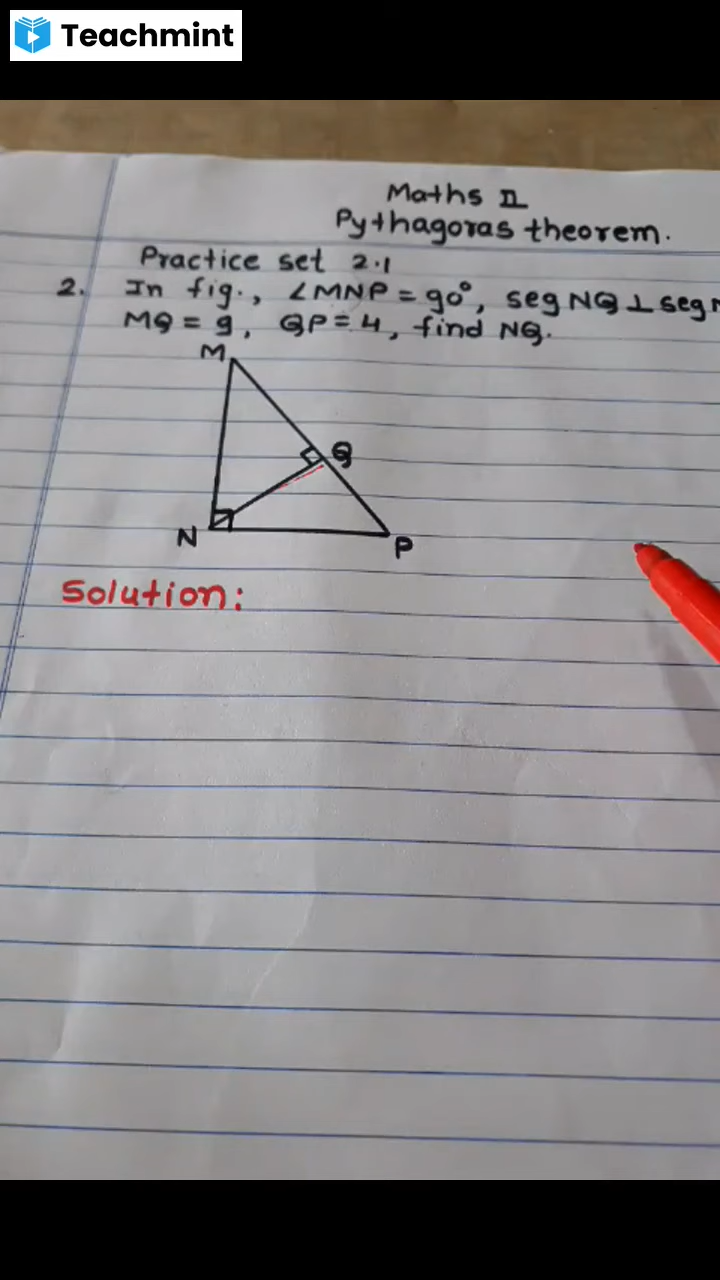 Teachmint
Maths II
Pythagoras theorem.
Practice set 2.1
2. In fig., ∠MNP = 90°, seg NQ ⊥ seg
MQ = 9, QP = 4, find NQ.
M
Q
N
P
Solution: